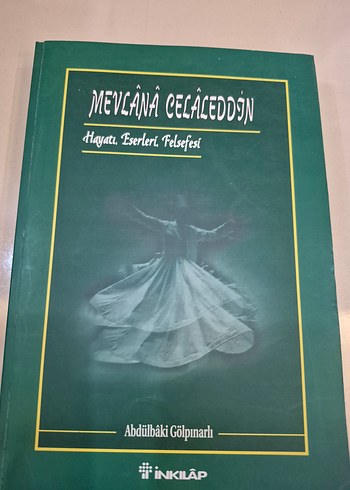 MEVLÂNÂ CELÂLEDDİN
Hayatı, Eserleri, Felsefesi
Abdülbâki Gölpınarlı
İNKILÂP